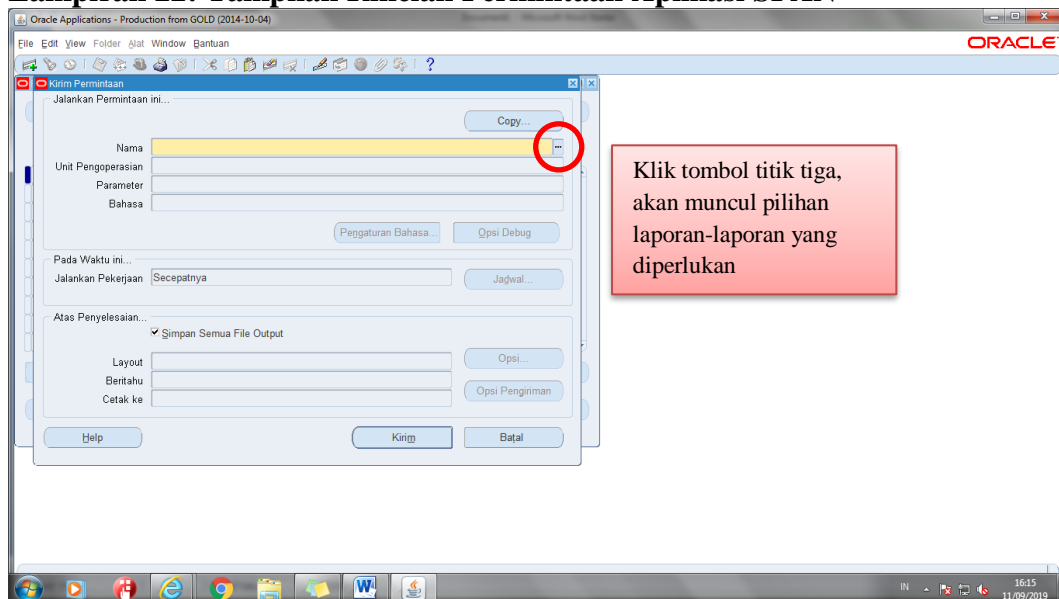 Oracle Applications - Production from GOLD (2014-10-04)
File Edit View Folder Alat Window Bantuan
ORACLE
Kirim Permintaan
Jalankan Permintaan ini...
Copy...
Nama
Unit Pengoperasian
Parameter
Bahasa
Pengaturan Bahasa... Opsi Debug
Pada Waktu ini...
Jalankan Pekerjaan Secepatnya Jadwal...
Atas Penyelesaian...
Simpan Semua File Output
Layout Opsi...
Beritahu
Opsi Pengiriman
Cetak ke
Help Kirim Batal
Klik tombol titik tiga,
akan muncul pilihan
laporan-laporan yang
diperlukan
IN 16:15
11/09/2019